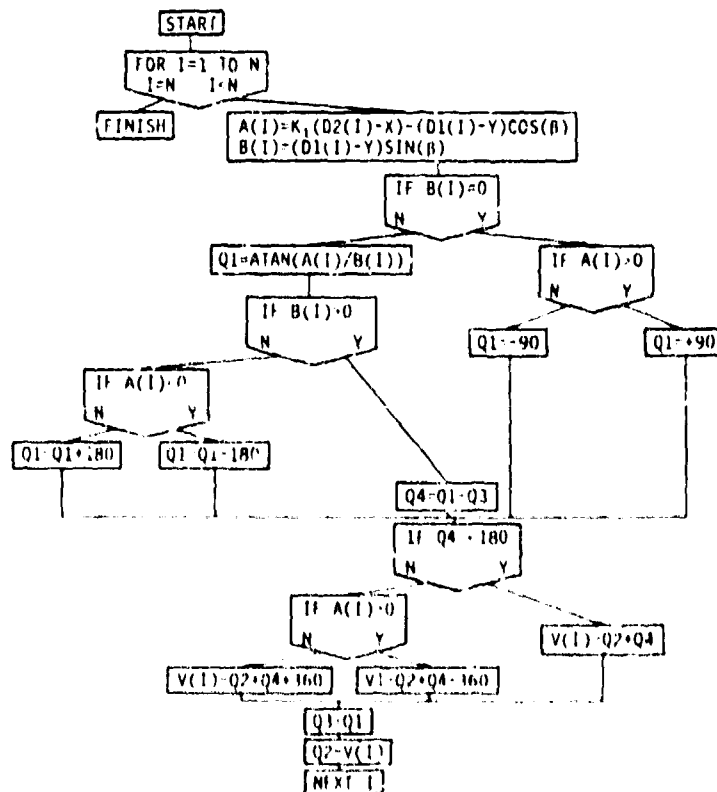 START
FOR I=1 TO N
I=N I<N
FINISH
A(I)=K₁(D2(I)-X)-(D1(I)-Y)COS(β)
B(I)=(D1(I)-Y)SIN(β)
IF B(I)=0
N Y
Q1=ATAN(A(I)/B(I))
IF A(I)>0
N Y
IF B(I)>0
N Y
Q1=-90
Q1=+90
IF A(I)<0
N Y
Q1=Q1+180
Q1=Q1-180
Q4=Q1-Q3
IF Q4 180
N Y
IF A(I)>0
N Y
V(I)=Q2+Q4
V(I)=Q2+Q4+360
V1=Q2+Q4-360
Q3=Q1
Q2=V(I)
NEXT I